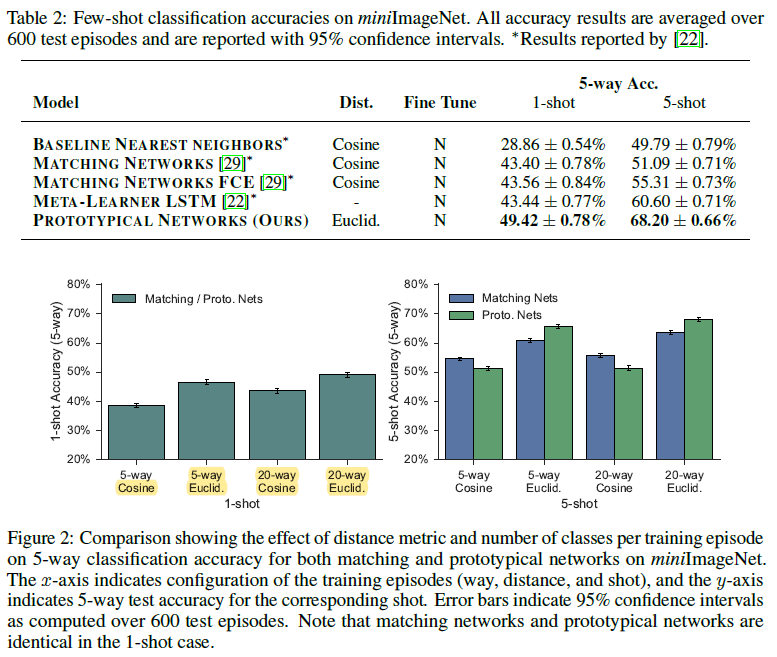 Table 2: Few-shot classification accuracies on miniImageNet. All accuracy results are averaged over
600 test episodes and are reported with 95% confidence intervals. *Results reported by [22].
5-way Acc.
Model Dist. Fine Tune 1-shot 5-shot
BASELINE NEAREST NEIGHBORS* Cosine N 28.86 ± 0.54% 49.79 ± 0.79%
MATCHING NETWORKS [29]* Cosine N 43.40 ± 0.78% 51.09 ± 0.71%
MATCHING NETWORKS FCE [29]* Cosine N 43.56 ± 0.84% 55.31 ± 0.73%
META-LEARNER LSTM [22]* - N 43.44 ± 0.77% 60.60 ± 0.71%
PROTOTYPICAL NETWORKS (OURS) Euclid. N 49.42 ± 0.78% 68.20 ± 0.66%
1-shot Accuracy (5-way)
80%
70%
60%
50%
40%
30%
20%
Matching / Proto. Nets
5-way 5-way 20-way 20-way
Cosine Euclid. Cosine Euclid.
1-shot
5-shot Accuracy (5-way)
80%
70%
60%
50%
40%
30%
20%
Matching Nets
Proto. Nets
5-way 5-way 20-way 20-way
Cosine Euclid. Cosine Euclid.
5-shot
Figure 2: Comparison showing the effect of distance metric and number of classes per training episode
on 5-way classification accuracy for both matching and prototypical networks on miniImageNet.
The x-axis indicates configuration of the training episodes (way, distance, and shot), and the y-axis
indicates 5-way test accuracy for the corresponding shot. Error bars indicate 95% confidence intervals
as computed over 600 test episodes. Note that matching networks and prototypical networks are
identical in the 1-shot case.